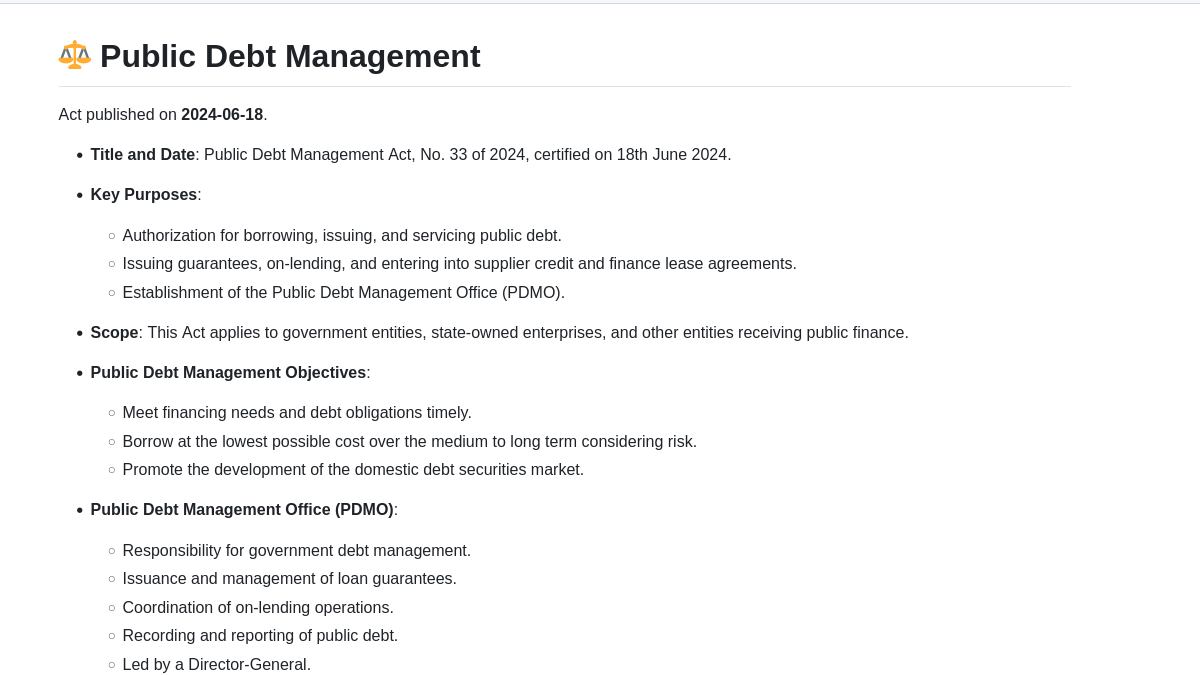 ⚖️ Public Debt Management
Act published on 2024-06-18.
• Title and Date: Public Debt Management Act, No. 33 of 2024, certified on 18th June 2024.
• Key Purposes:
○ Authorization for borrowing, issuing, and servicing public debt.
○ Issuing guarantees, on-lending, and entering into supplier credit and finance lease agreements.
○ Establishment of the Public Debt Management Office (PDMO).
• Scope: This Act applies to government entities, state-owned enterprises, and other entities receiving public finance.
• Public Debt Management Objectives:
○ Meet financing needs and debt obligations timely.
○ Borrow at the lowest possible cost over the medium to long term considering risk.
○ Promote the development of the domestic debt securities market.
• Public Debt Management Office (PDMO):
○ Responsibility for government debt management.
○ Issuance and management of loan guarantees.
○ Coordination of on-lending operations.
○ Recording and reporting of public debt.
○ Led by a Director-General.